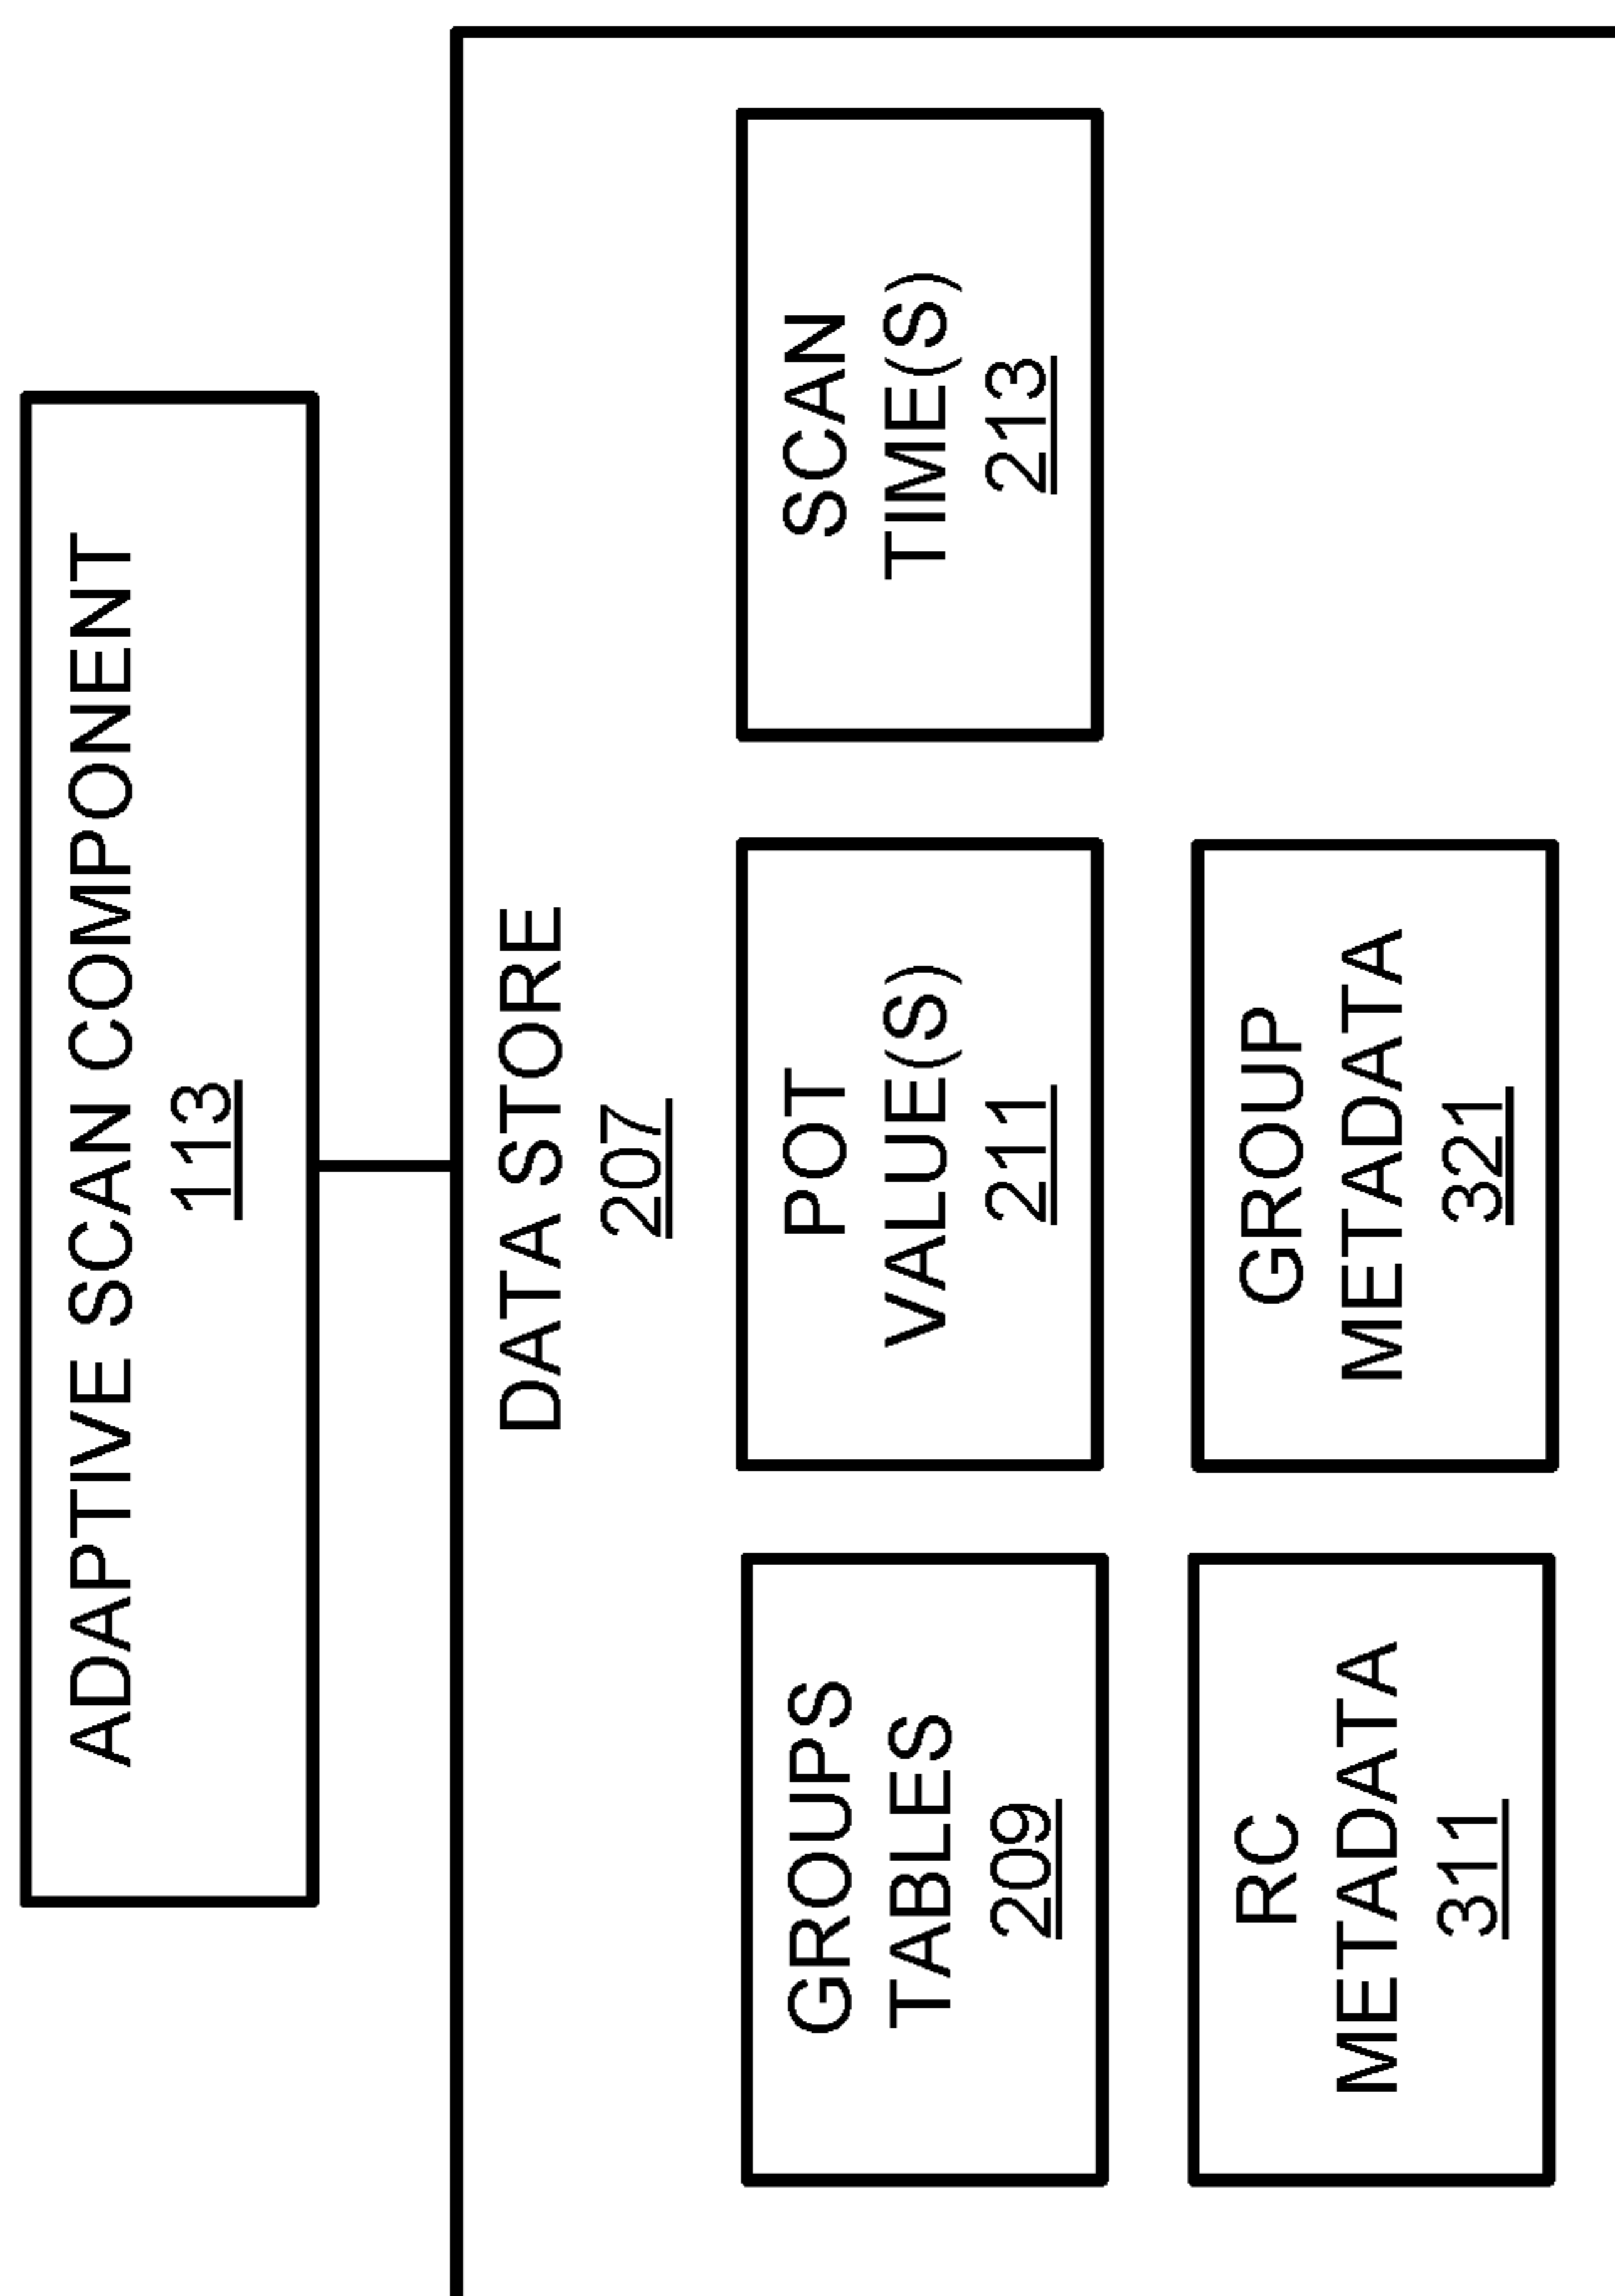 ADAPTIVE SCAN COMPONENT
113
DATA STORE
207
GROUPS
TABLES
209
POT
VALUE(S)
211
SCAN
TIME(S)
213
RC
METADATA
311
GROUP
METADATA
321